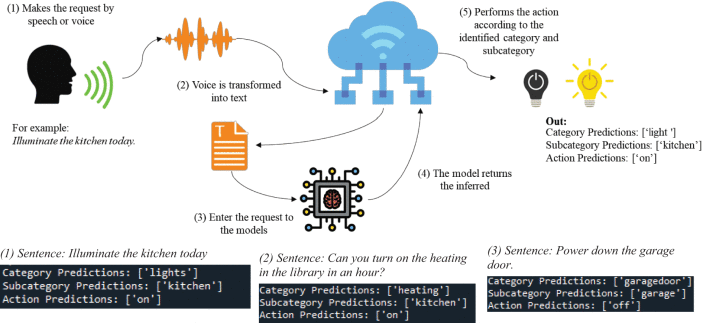 (1) Makes the request by
speech or voice
For example:
Illuminate the kitchen today.
(2) Voice is transformed
into text
T
(3) Enter the request to
the models
(4) The model returns
the inferred
(5) Performs the action
according to the
identified category and
subcategory
Out:
Category Predictions: ['light ']
Subcategory Predictions: ['kitchen']
Action Predictions: ['on']
(1) Sentence: Illuminate the kitchen today
Category Predictions: ['lights']
Subcategory Predictions: ['kitchen']
Action Predictions: ['on']
(2) Sentence: Can you turn on the heating
in the library in an hour?
Category Predictions: ['heating']
Subcategory Predictions: ['kitchen']
Action Predictions: ['on']
(3) Sentence: Power down the garage
door.
Category Predictions: ['garagedoor']
Subcategory Predictions: ['garage']
Action Predictions: ['off']